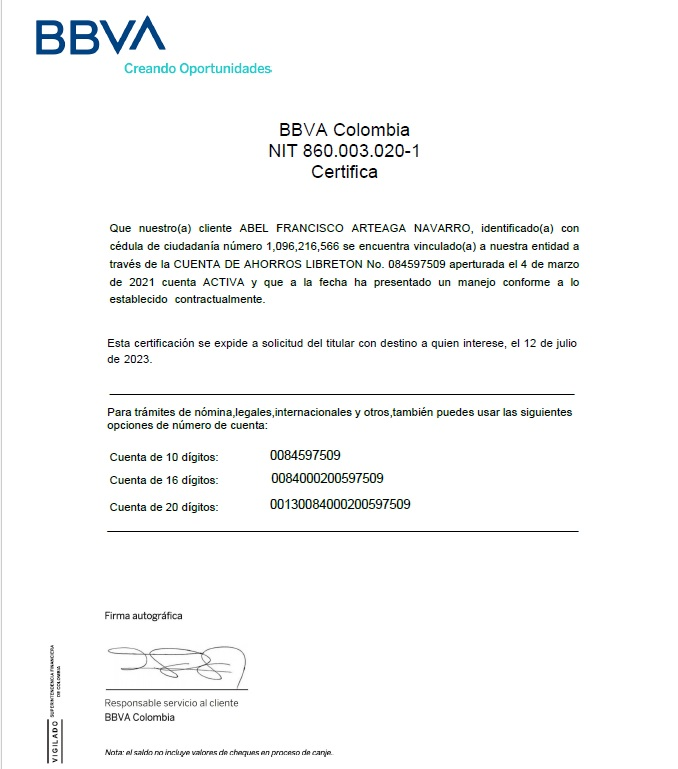 BBVA
Creando Oportunidades
BBVA Colombia
NIT 860.003.020-1
Certifica
Que nuestro(a) cliente ABEL FRANCISCO ARTEAGA NAVARRO, identificado(a) con
cédula de ciudadanía número 1,096,216,566 se encuentra vinculado(a) a nuestra entidad a
través de la CUENTA DE AHORROS LIBRETON No. 084597509 aperturada el 4 de marzo
de 2021 cuenta ACTIVA y que a la fecha ha presentado un manejo conforme a lo
establecido contractualmente.
Esta certificación se expide a solicitud del titular con destino a quien interese, el 12 de julio
de 2023.
Para trámites de nómina,legales,internacionales y otros,también puedes usar las siguientes
opciones de número de cuenta:
Cuenta de 10 dígitos: 0084597509
Cuenta de 16 dígitos: 0084000200597509
Cuenta de 20 dígitos: 00130084000200597509
Firma autográfica
Responsable servicio al cliente
BBVA Colombia
Nota: el saldo no incluye valores de cheques en proceso de canje.
VIGILADO SUPERINTENDENCIA FINANCIERA
DE COLOMBIA